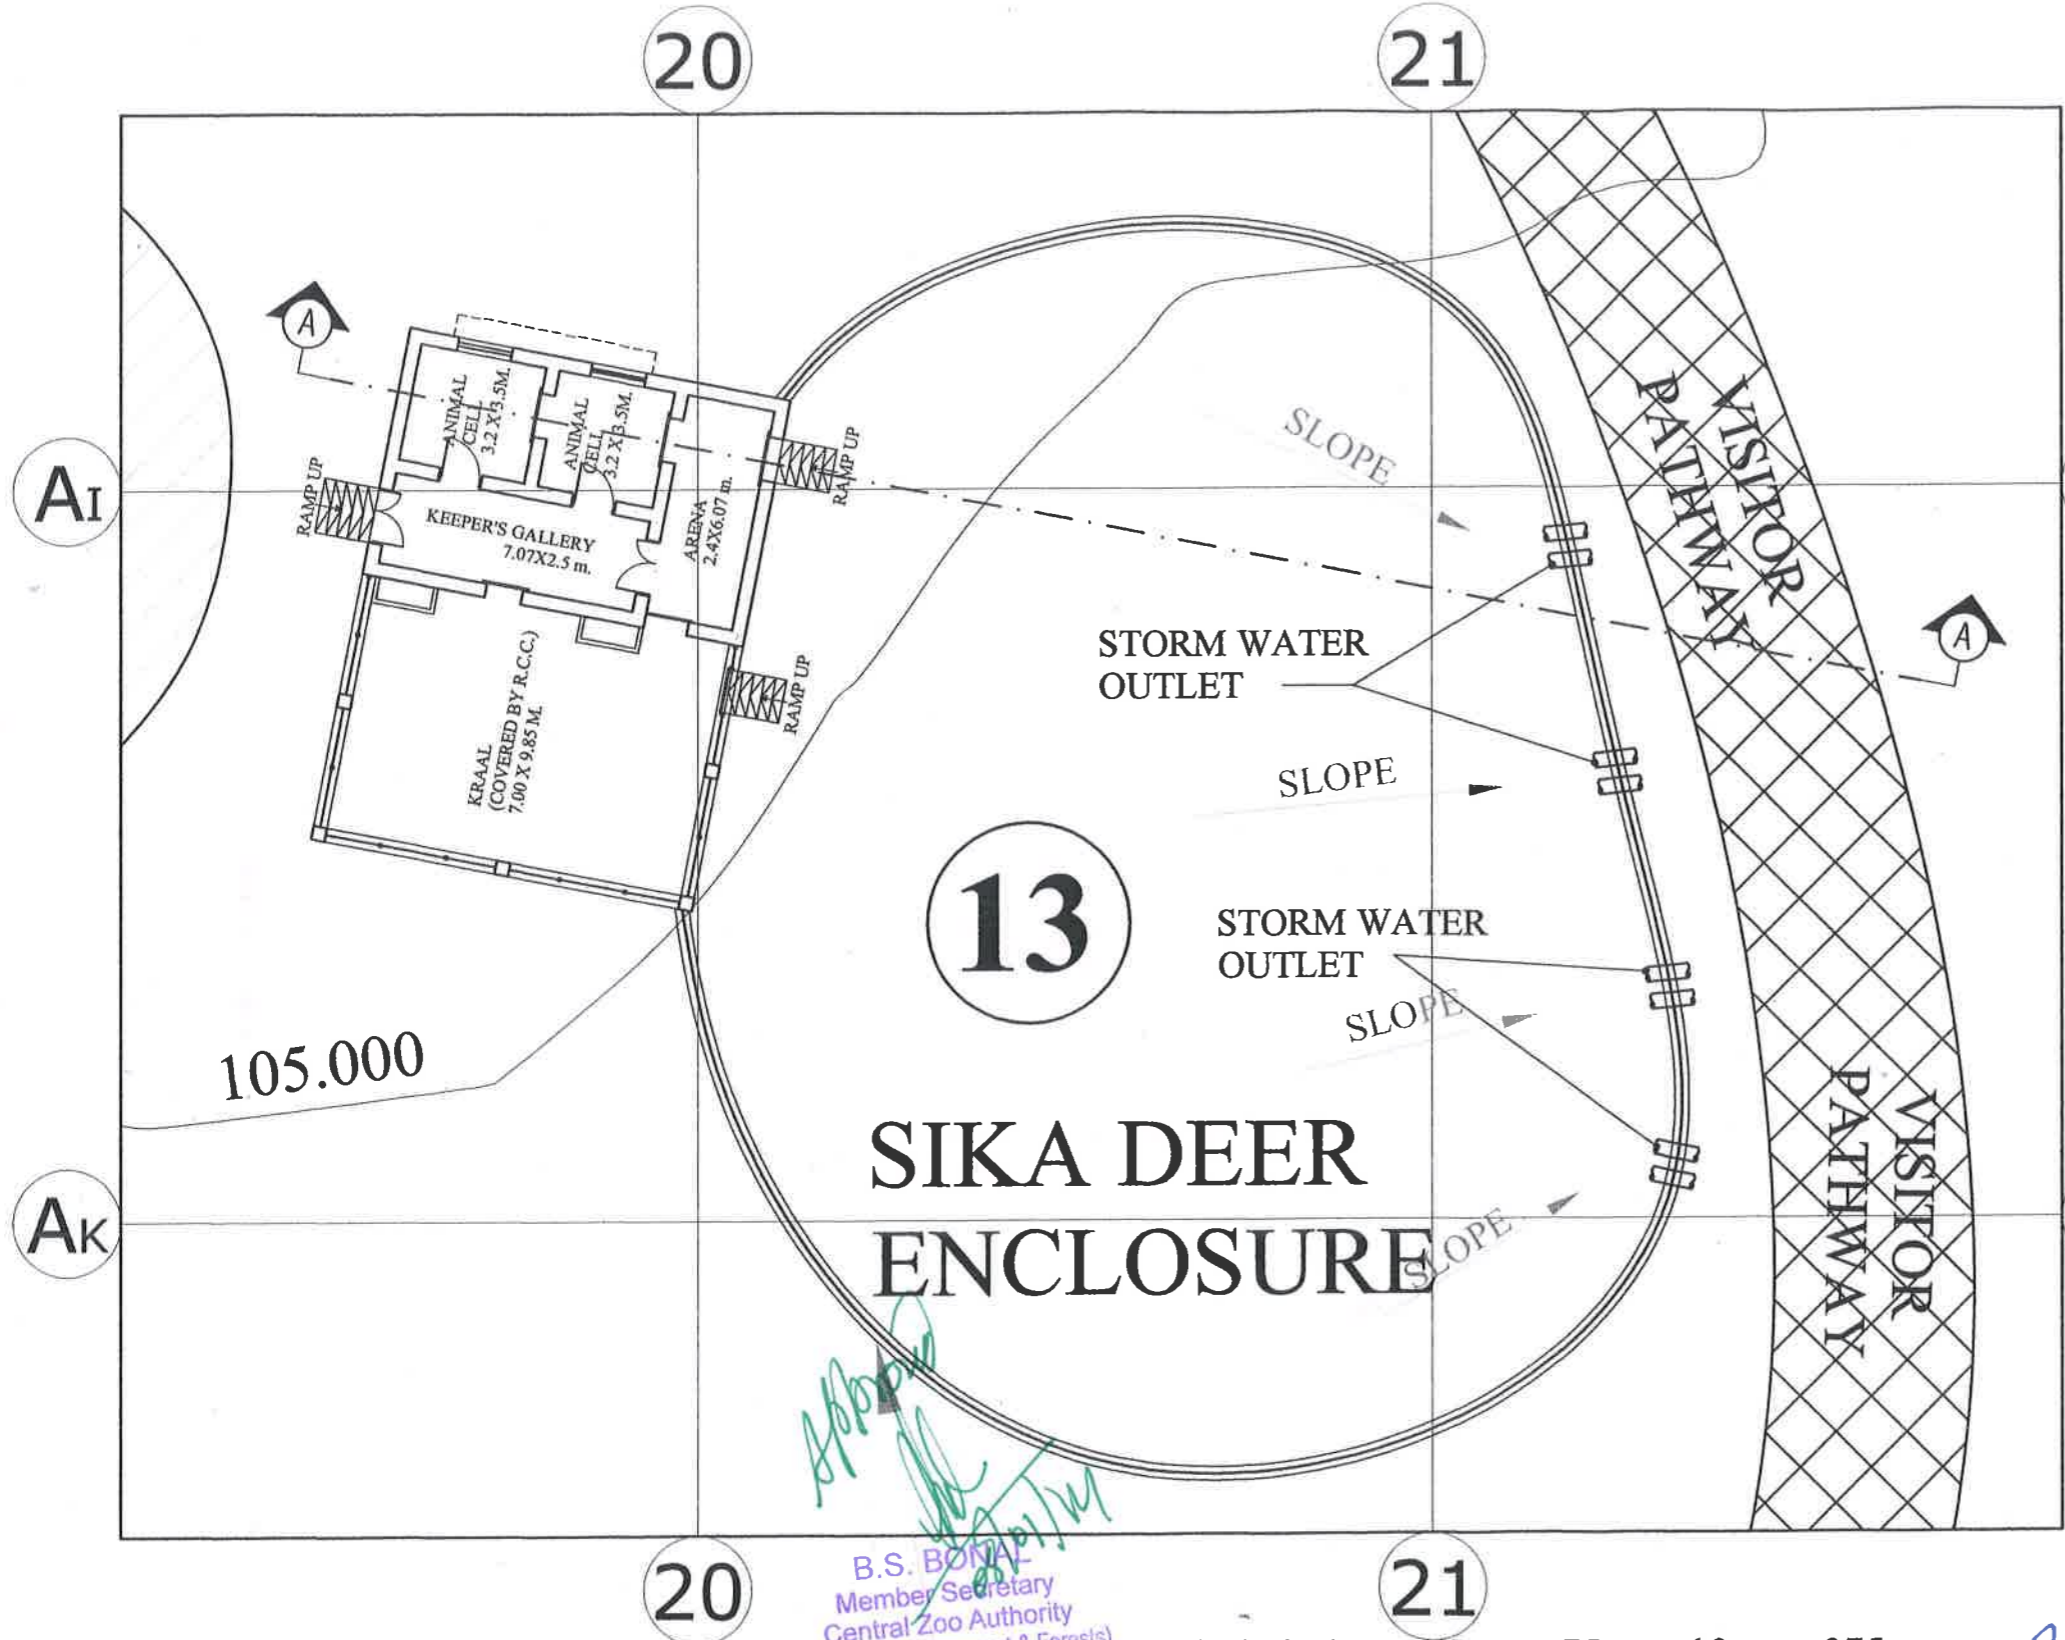 20
21
A
ANIMAL
CELL
3.2 X 3.5M.
ANIMAL
CELL
3.2 X 3.5M.
RAMP UP
RAMP UP
AI
KEEPER'S GALLERY
7.07X2.5 m.
ARENA
2.4X6.07 m.
SLOPE
VISITOR
PATHWAY
A
STORM WATER
OUTLET
RAMP UP
KRAAL
(COVERED BY R.C.C.)
7.00 X 9.85 M.
SLOPE
13
STORM WATER
OUTLET
SLOPE
105.000
SIKA DEER
ENCLOSURE
SLOPE
VISITOR
PATHWAY
AK
Approved
B.S. BONAL
Member Secretary
Central Zoo Authority
20
21